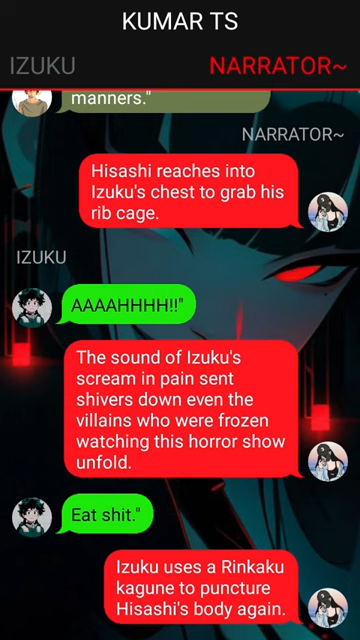 KUMAR TS
IZUKU
NARRATOR~
manners."
NARRATOR~
Hisashi reaches into
Izuku's chest to grab his
rib cage.
IZUKU
AAAAHHHH!!"
The sound of Izuku's
scream in pain sent
shivers down even the
villains who were frozen
watching this horror show
unfold.
Eat shit."
Izuku uses a Rinkaku
kagune to puncture
Hisashi's body again.